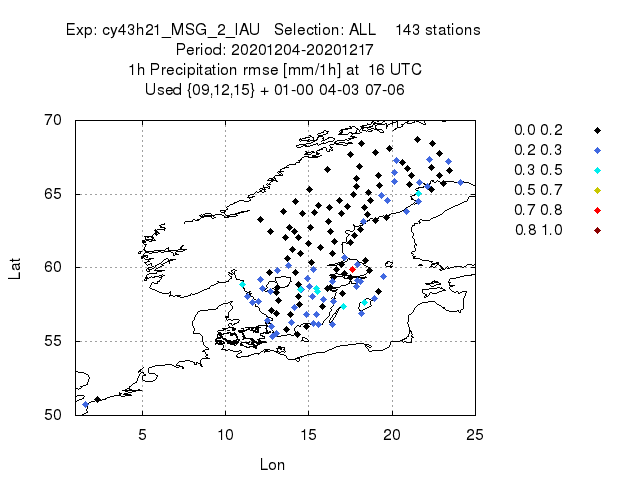 Exp: cy43h21_MSG_2_IAU Selection: ALL 143 stations
Period: 20201204-20201217
1h Precipitation rmse [mm/1h] at 16 UTC
Used {09,12,15} + 01-00 04-03 07-06
70
65
60
55
50
Lat
5
10
15
20
25
Lon
0.0 0.2
0.2 0.3
0.3 0.5
0.5 0.7
0.7 0.8
0.8 1.0